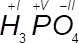 +I +V −II
H₃PO₄